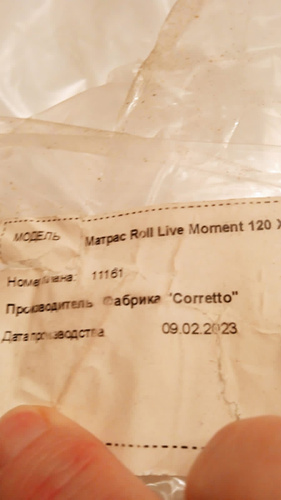 МОДЕЛЬ Матрас Roll Live Moment 120 X
11161
Производитель Фабрика "Corretto"
Дата производства 09.02.2023